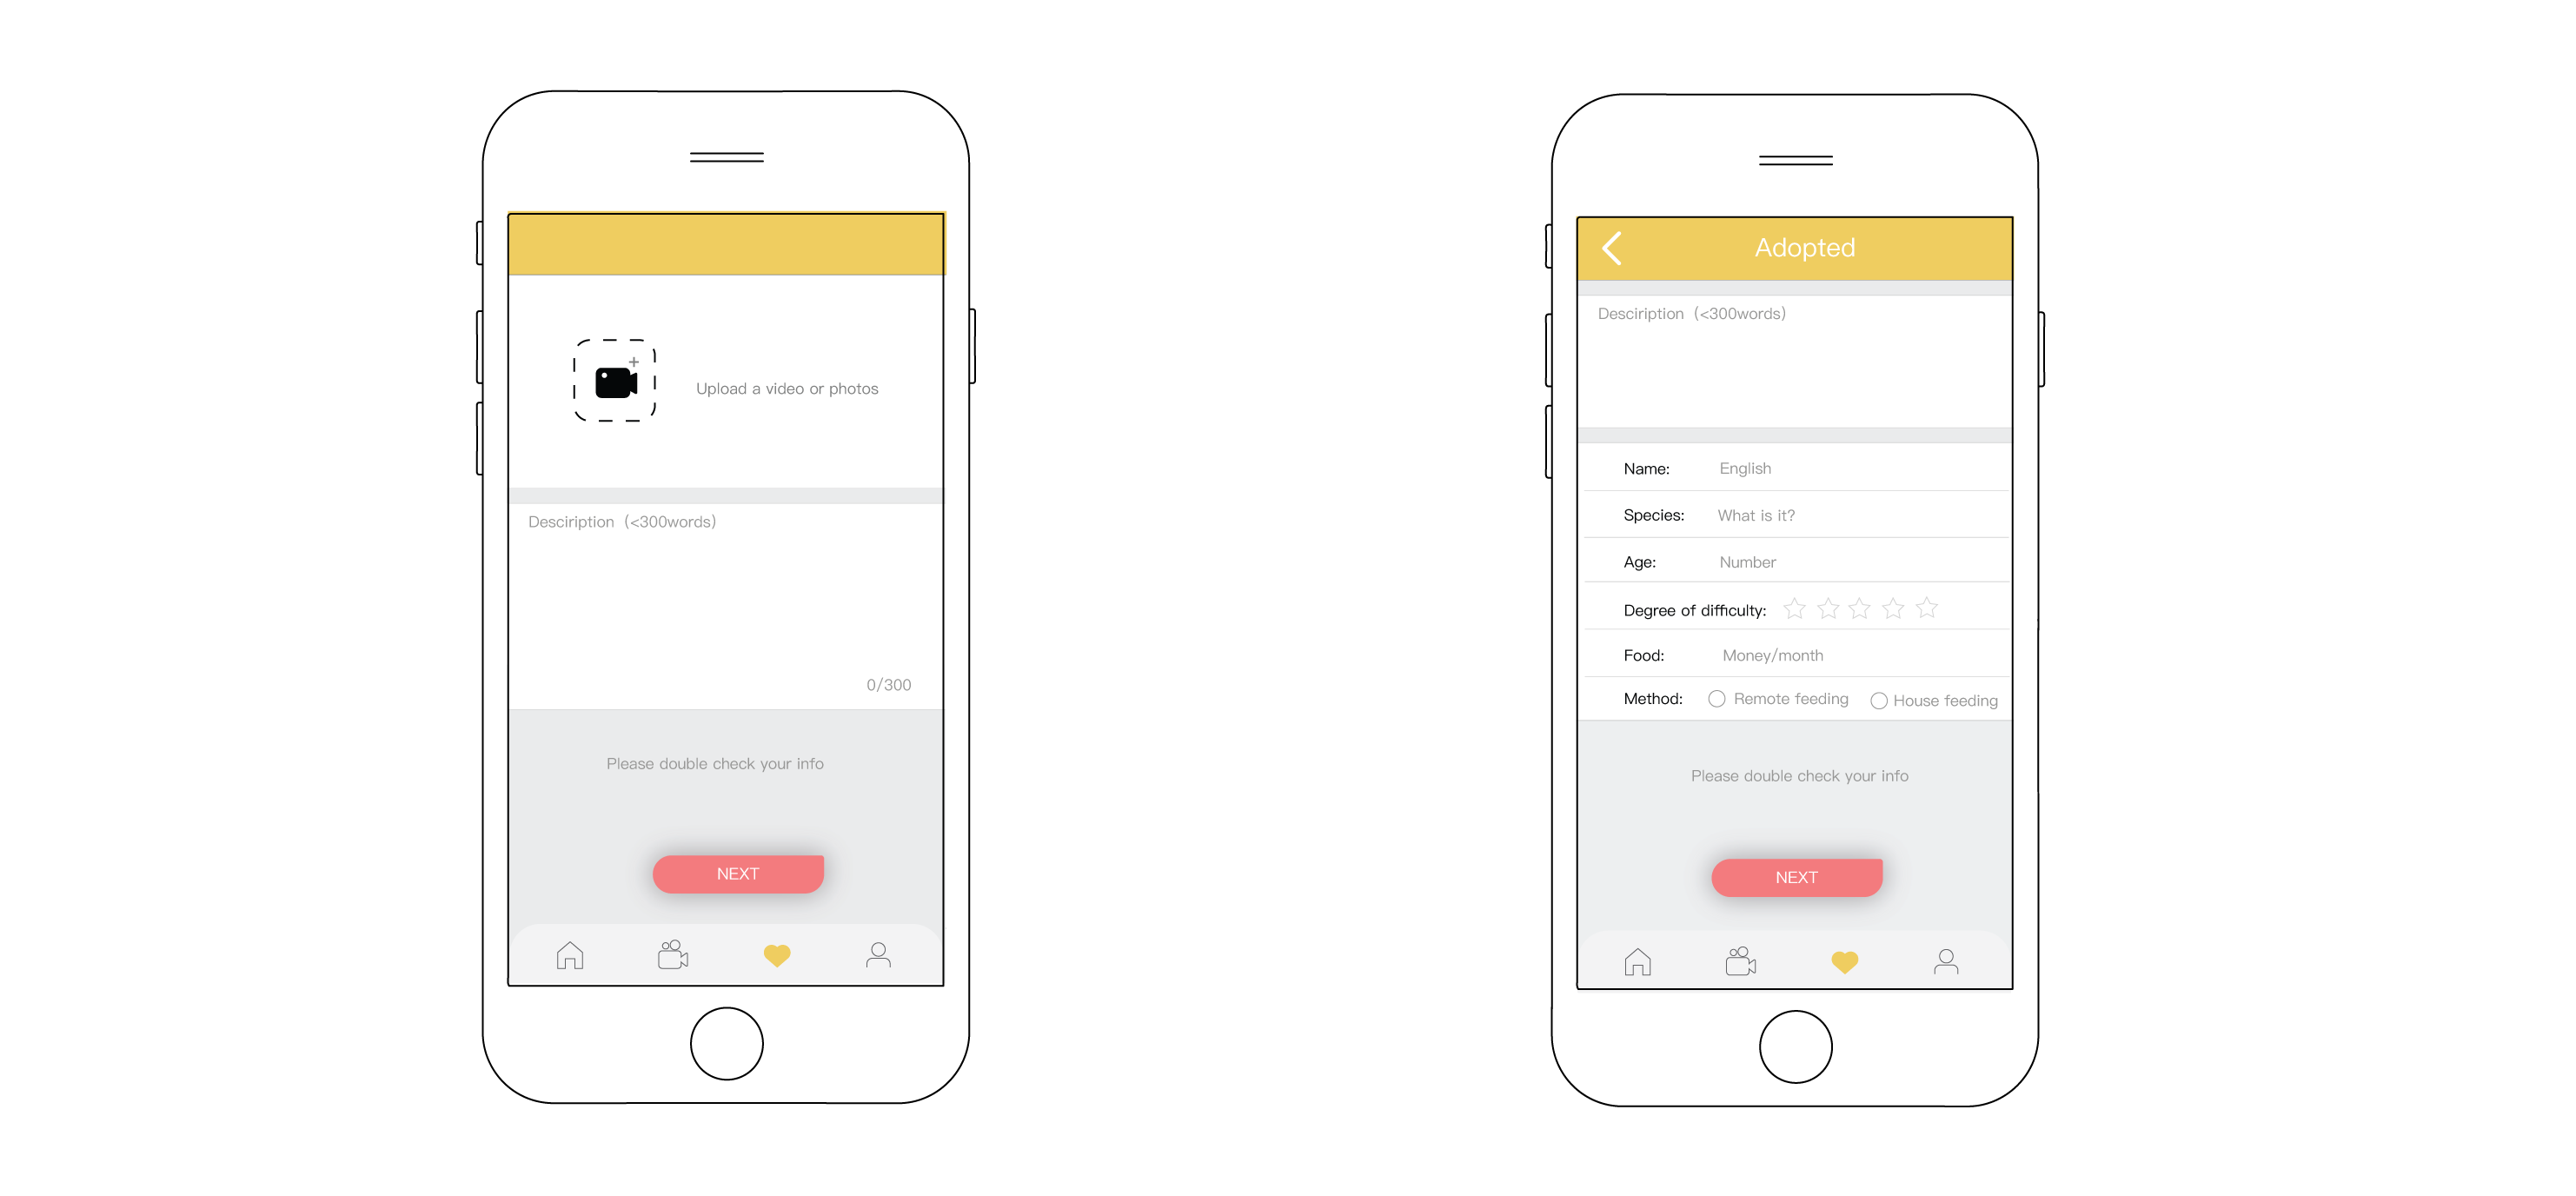 Upload a video or photos
Desciription (<300words)
0/300
Please double check your info
NEXT
Adopted
Desciription (<300words)
Name: English
Species: What is it?
Age: Number
Degree of difficulty:
Food: Money/month
Method: Remote feeding House feeding
Please double check your info
NEXT